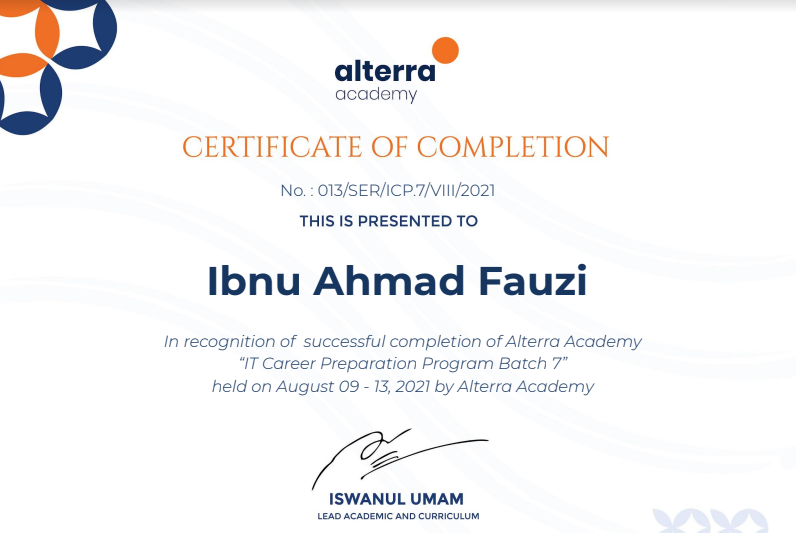 alterra
academy
CERTIFICATE OF COMPLETION
No. : 013/SER/ICP.7/VIII/2021
THIS IS PRESENTED TO
Ibnu Ahmad Fauzi
In recognition of successful completion of Alterra Academy
“IT Career Preparation Program Batch 7”
held on August 09 - 13, 2021 by Alterra Academy
ISWANUL UMAM
LEAD ACADEMIC AND CURRICULUM